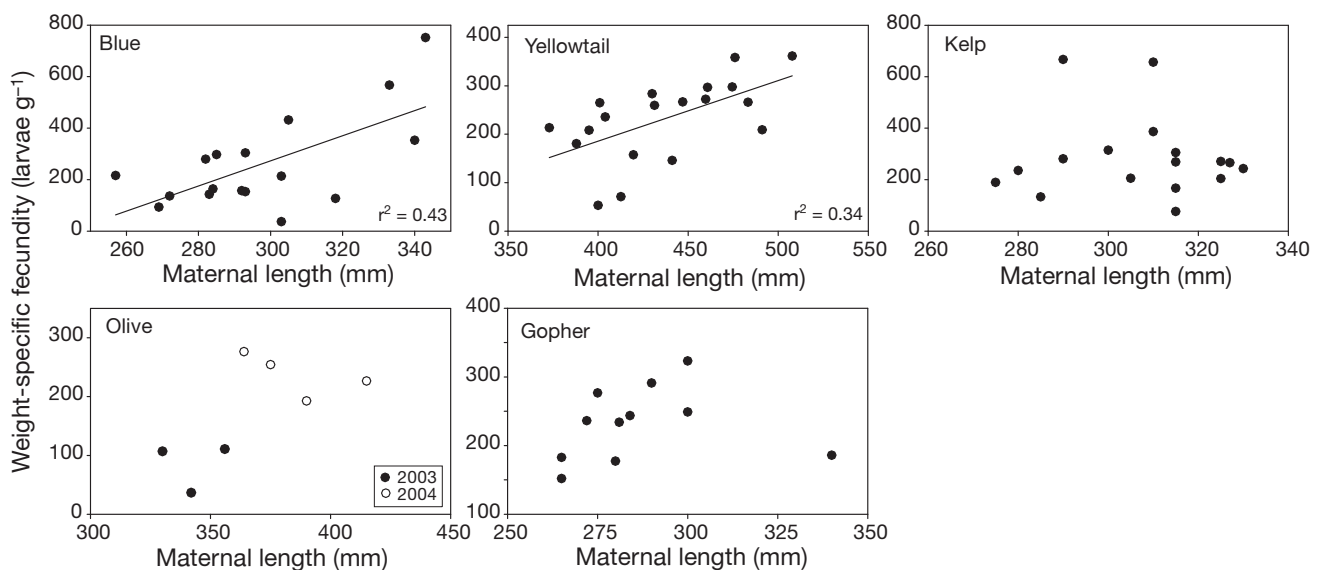 Weight-specific fecundity (larvae g⁻¹)
Blue
800
600
400
200
0
260 280 300 320 340
r² = 0.43
Maternal length (mm)
Yellowtail
400
300
200
100
0
350 400 450 500 550
r² = 0.34
Maternal length (mm)
Kelp
800
600
400
200
0
260 280 300 320 340
Maternal length (mm)
Olive
300
200
100
0
300 350 400 450
2003
2004
Maternal length (mm)
Gopher
400
300
200
100
250 275 300 325 350
Maternal length (mm)